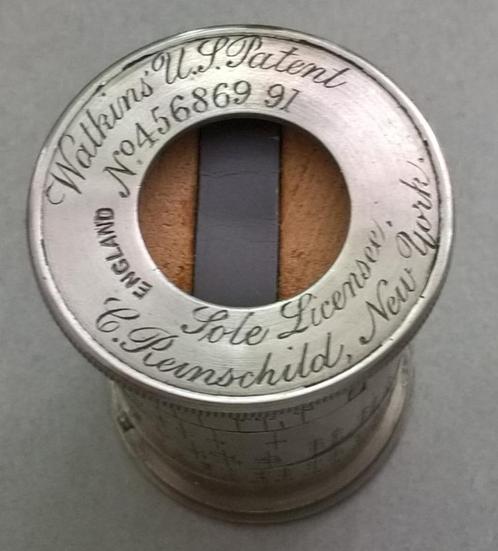 Watkins' U.S. Patent
No. 456869 91
ENGLAND
Sole Licensee,
C. Reinschild, New York.